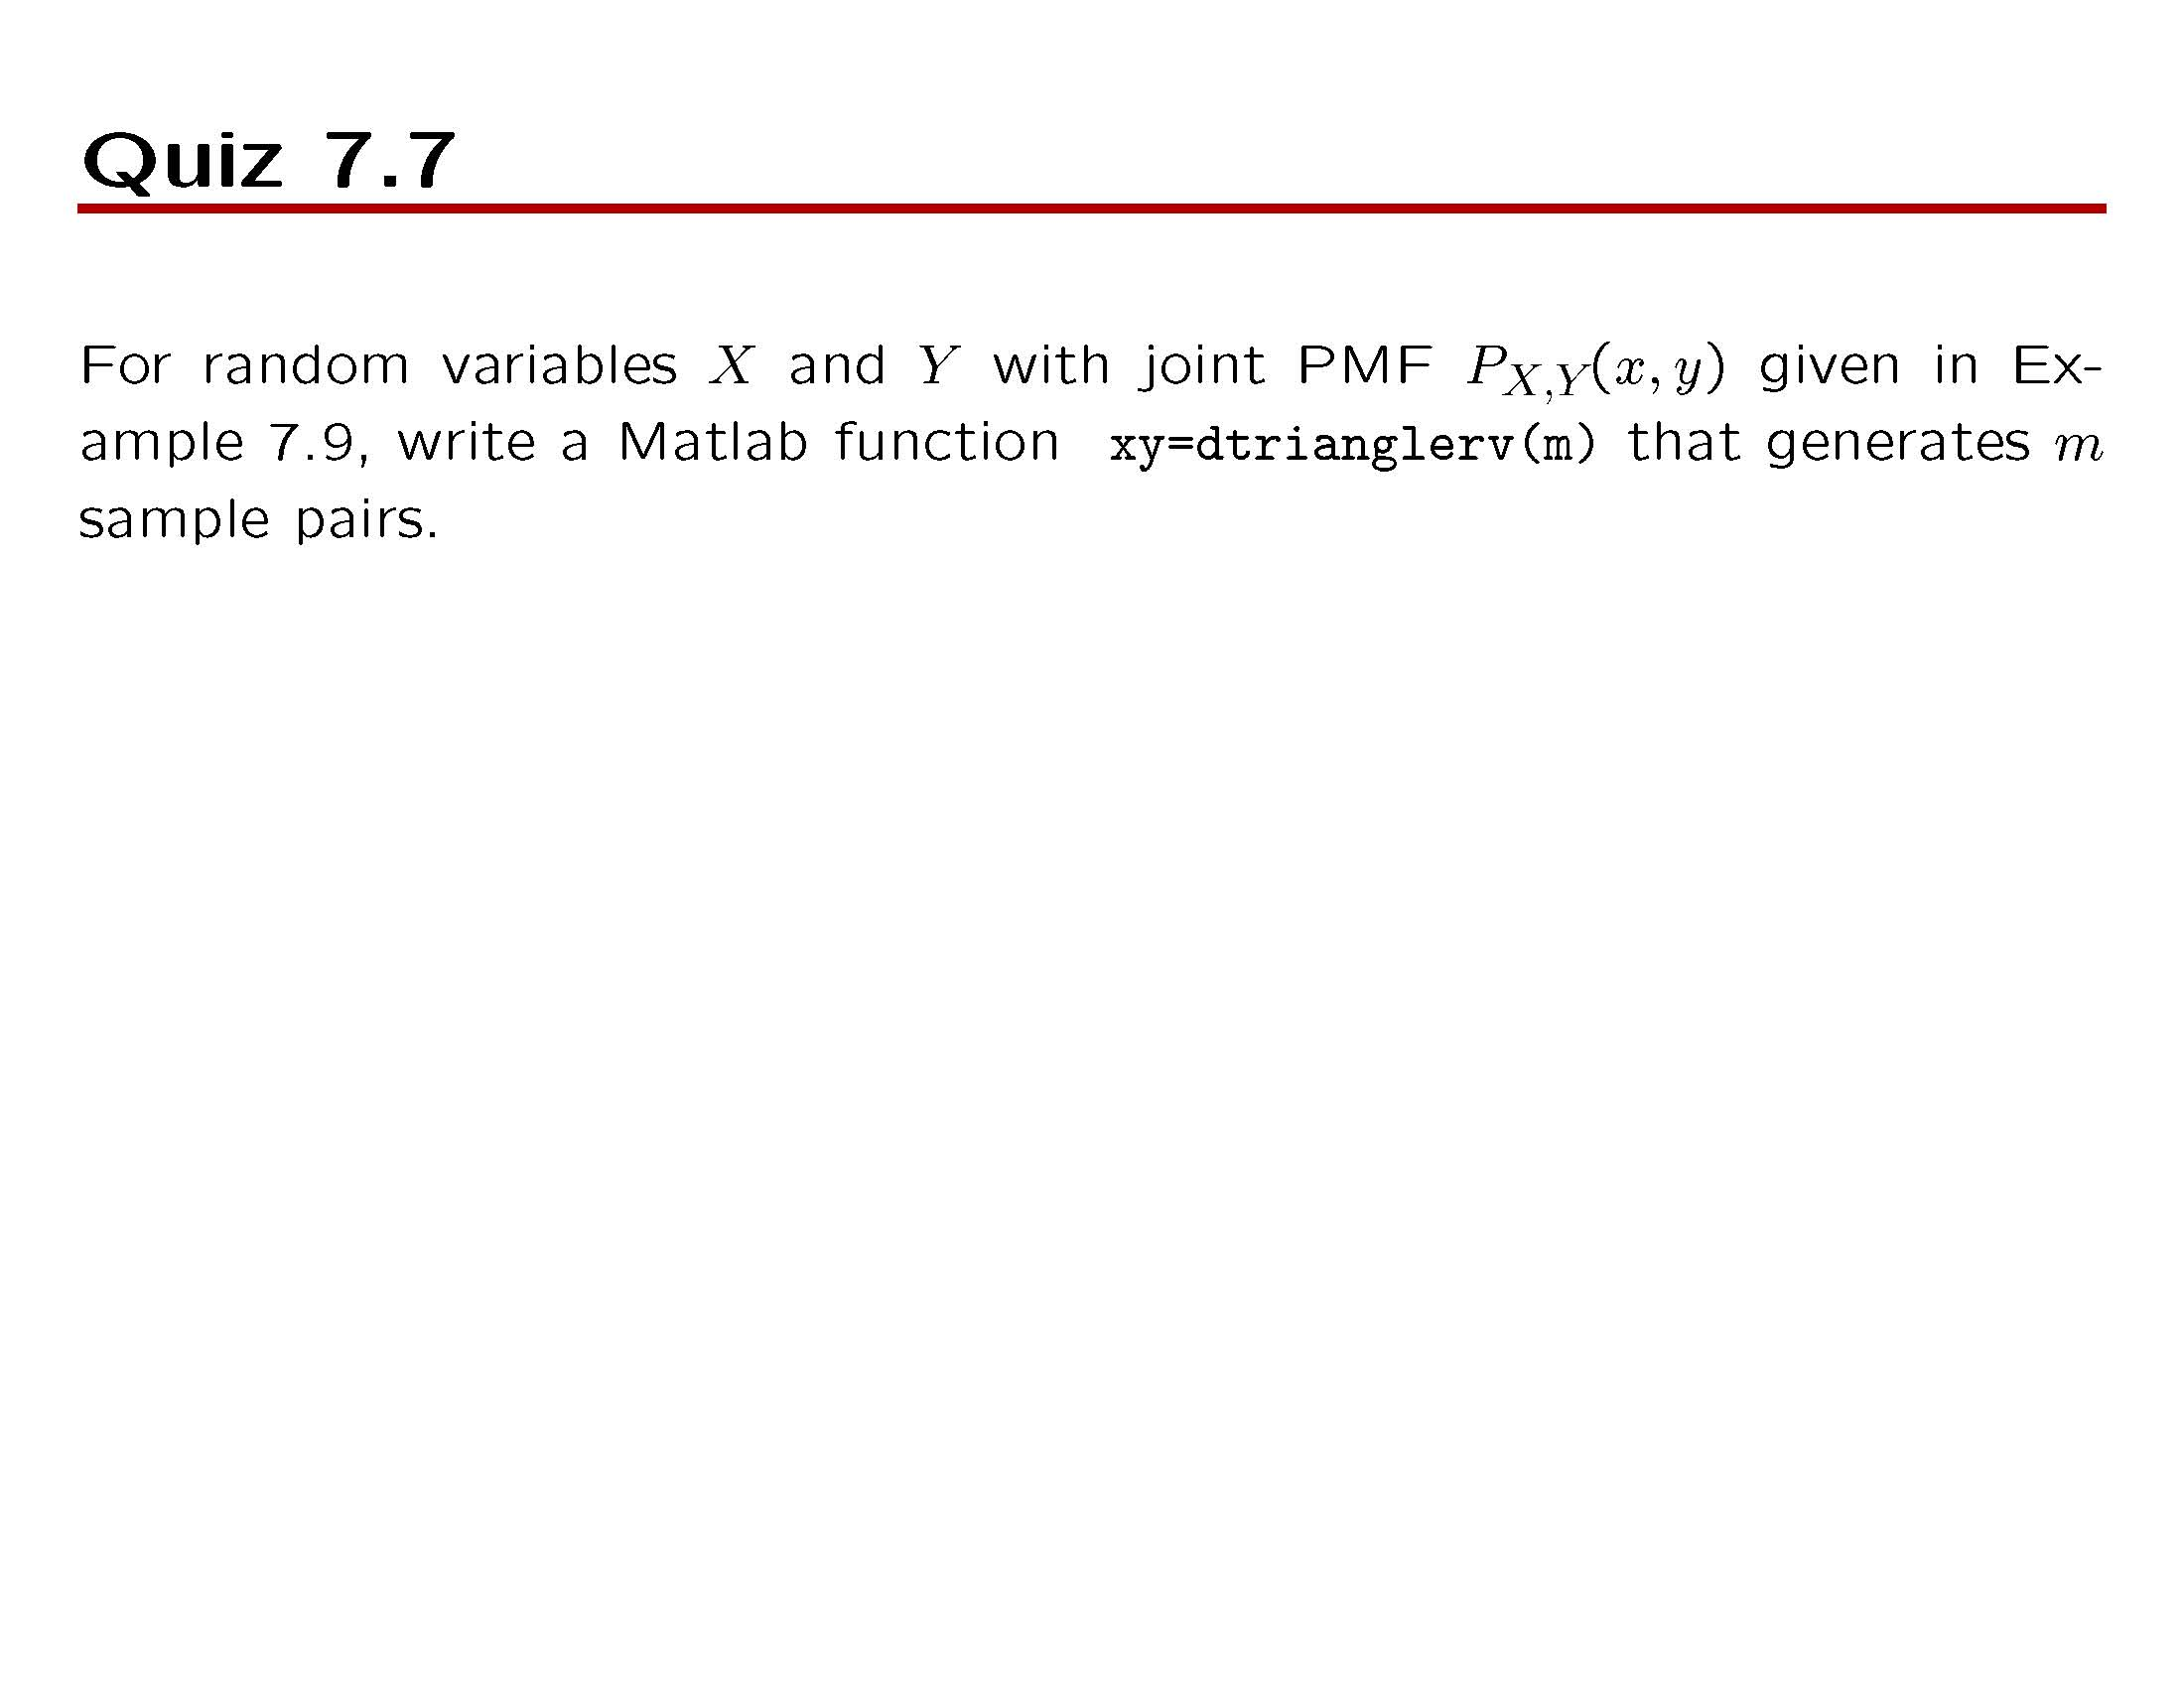 Quiz 7.7
For random variables X and Y with joint PMF P_{X,Y}(x, y) given in Ex-
ample 7.9, write a Matlab function xy=dtrianglerv(m) that generates m
sample pairs.